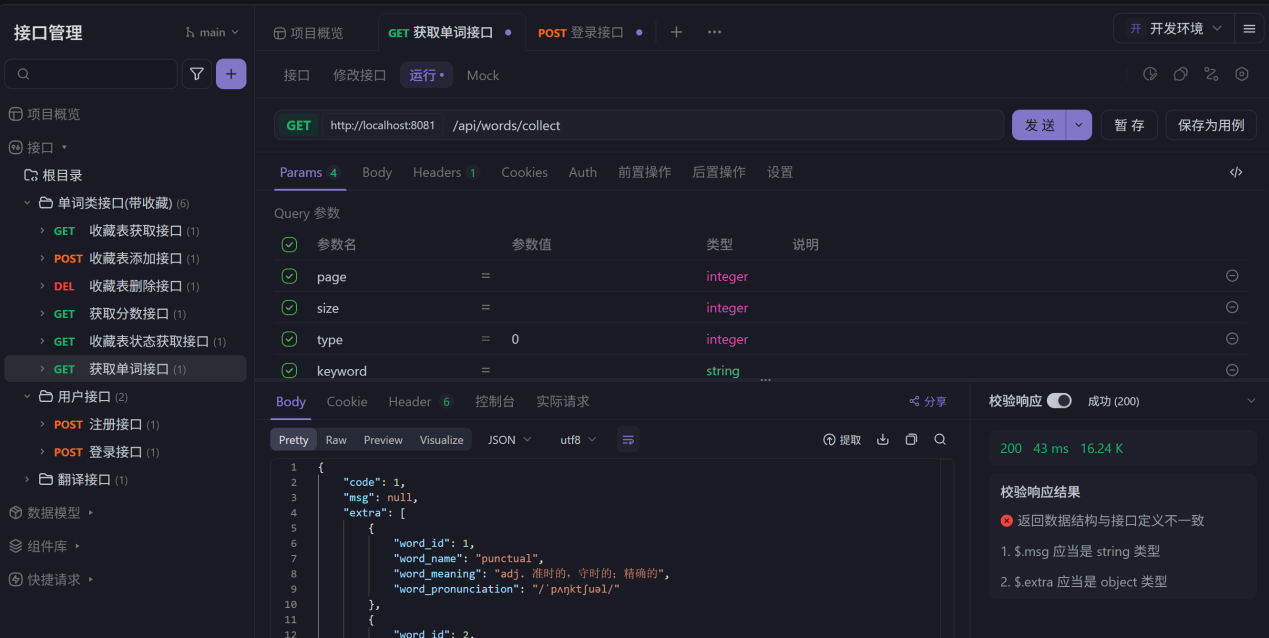 接口管理
main
项目概览
接口
根目录
单词类接口(带收藏) (6)
GET 收藏表获取接口 (1)
POST 收藏表添加接口 (1)
DEL 收藏表删除接口 (1)
GET 获取分数接口 (1)
GET 收藏表状态获取接口 (1)
GET 获取单词接口 (1)
用户接口 (2)
POST 注册接口 (1)
POST 登录接口 (1)
翻译接口 (1)
数据模型
组件库
快捷请求
项目概览 GET 获取单词接口 POST 登录接口
开 开发环境
接口 修改接口 运行 Mock
GET http://localhost:8081 /api/words/collect
发 送 暂 存 保存为用例
Params 4 Body Headers 1 Cookies Auth 前置操作 后置操作 设置
Query 参数
参数名 参数值 类型 说明
page = integer
size = integer
type = 0 integer
keyword = string
Body Cookie Header 6 控制台 实际请求 分享
Pretty Raw Preview Visualize JSON utf8 提取
1 {
2 "code": 1,
3 "msg": null,
4 "extra": [
5 {
6 "word_id": 1,
7 "word_name": "punctual",
8 "word_meaning": "adj. 准时的，守时的；精确的",
9 "word_pronunciation": "/ˈpʌŋktʃuəl/"
10 },
11 {
12 "word_id": 2,
校验响应 成功 (200)
200 43 ms 16.24 K
校验响应结果
返回数据结构与接口定义不一致
1. $.msg 应当是 string 类型
2. $.extra 应当是 object 类型